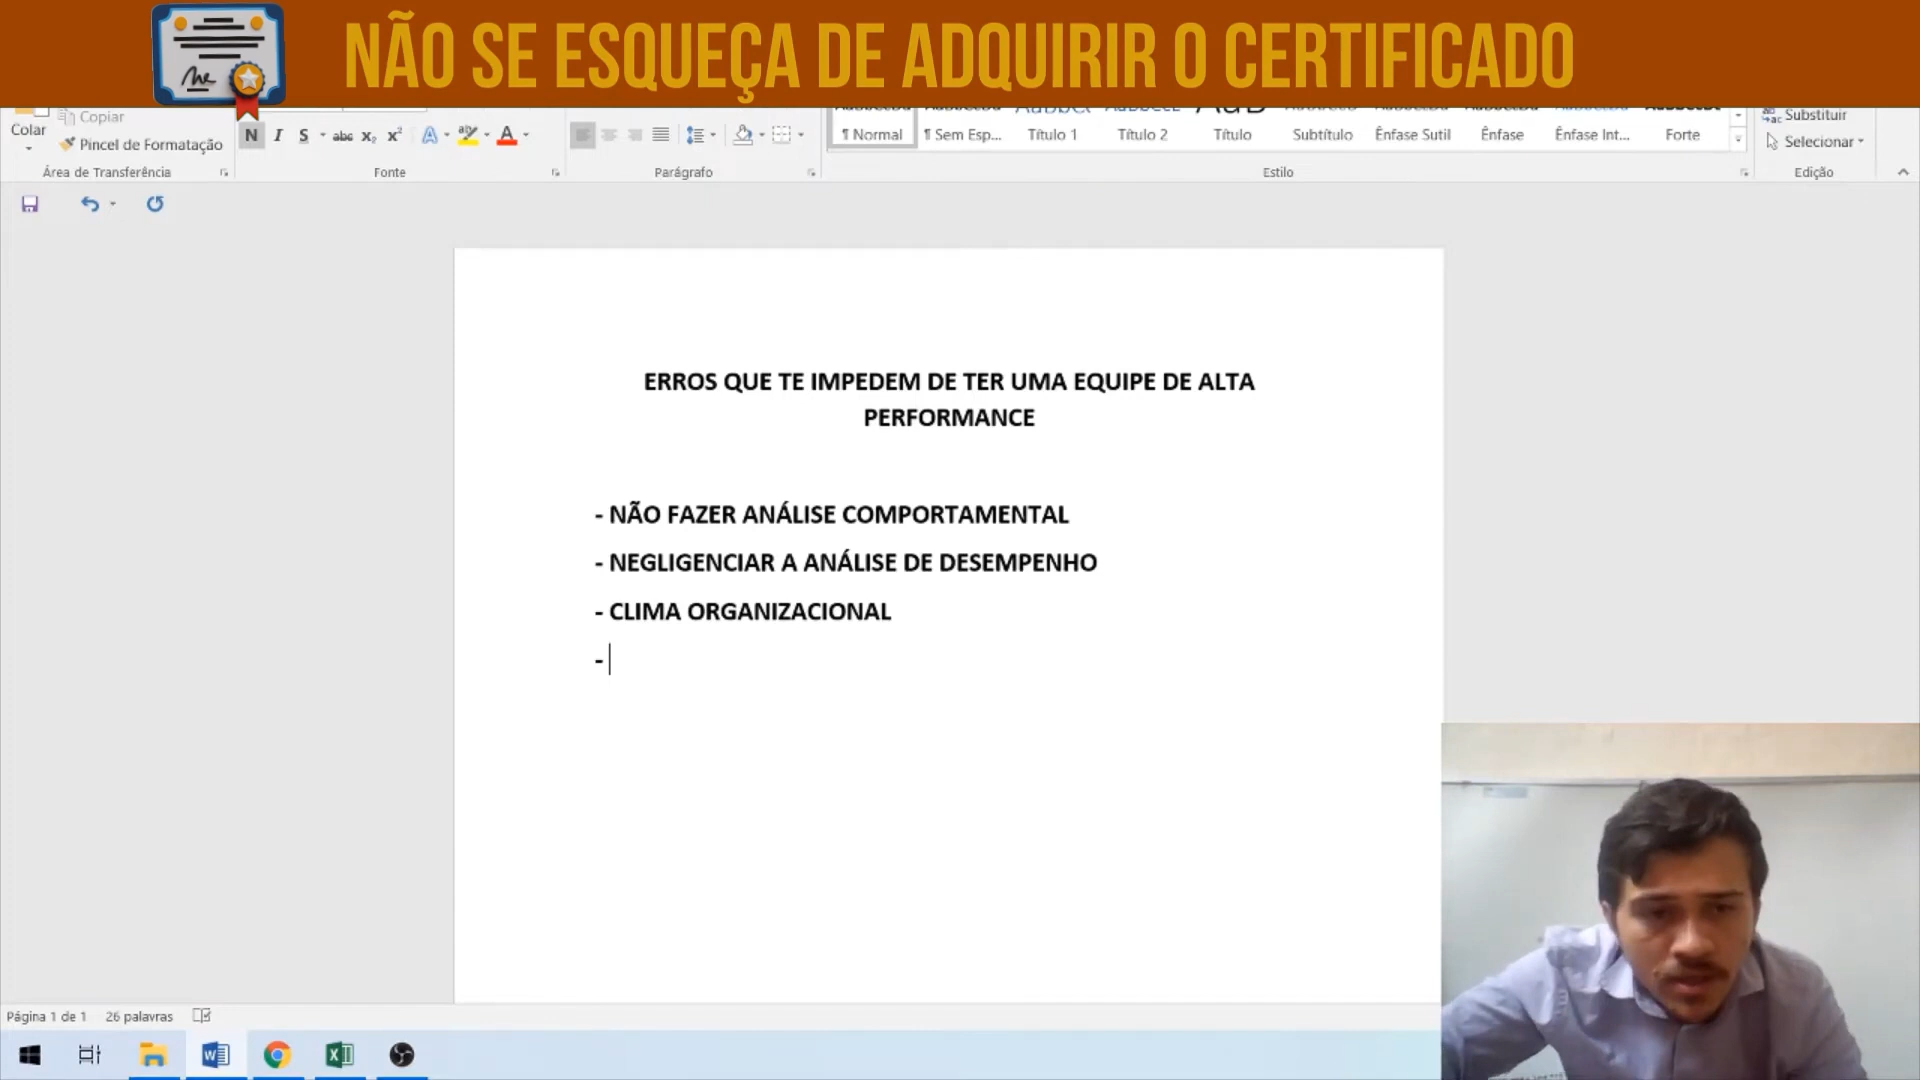 NÃO SE ESQUEÇA DE ADQUIRIR O CERTIFICADO
Copiar
Substituir
Colar
Pincel de Formatação
N I S abc x₂ x² A aby A
¶ Normal ¶ Sem Esp... Título 1 Título 2 Título Subtítulo Ênfase Sutil Ênfase Ênfase Int... Forte
Selecionar
Área de Transferência Fonte Parágrafo Estilo Edição
ERROS QUE TE IMPEDEM DE TER UMA EQUIPE DE ALTA
PERFORMANCE
- NÃO FAZER ANÁLISE COMPORTAMENTAL
- NEGLIGENCIAR A ANÁLISE DE DESEMPENHO
- CLIMA ORGANIZACIONAL
-
Página 1 de 1 26 palavras